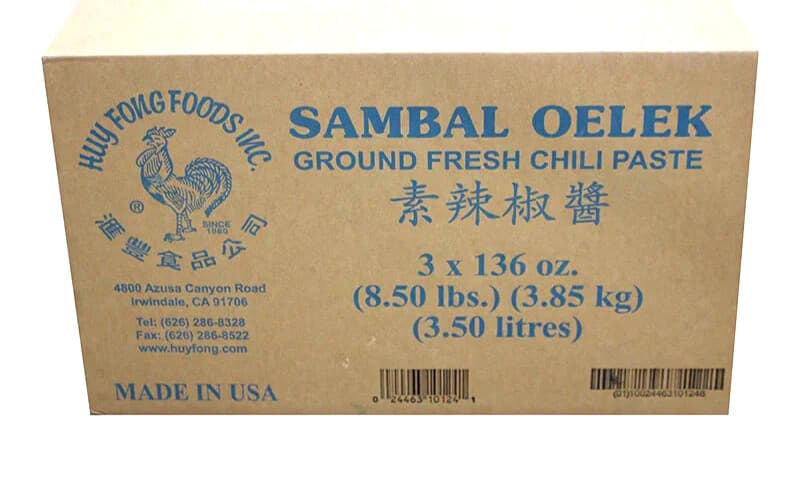 HUY FONG FOODS INC.
®
SINCE
1980
滙豐食品公司
4800 Azusa Canyon Road
Irwindale, CA 91706
Tel: (626) 286-8328
Fax: (626) 286-8522
www.huyfong.com
MADE IN USA
SAMBAL OELEK
GROUND FRESH CHILI PASTE
素辣椒醬
3 x 136 oz.
(8.50 lbs.) (3.85 kg)
(3.50 litres)
0 24463 10124 1
(01)10024463101248